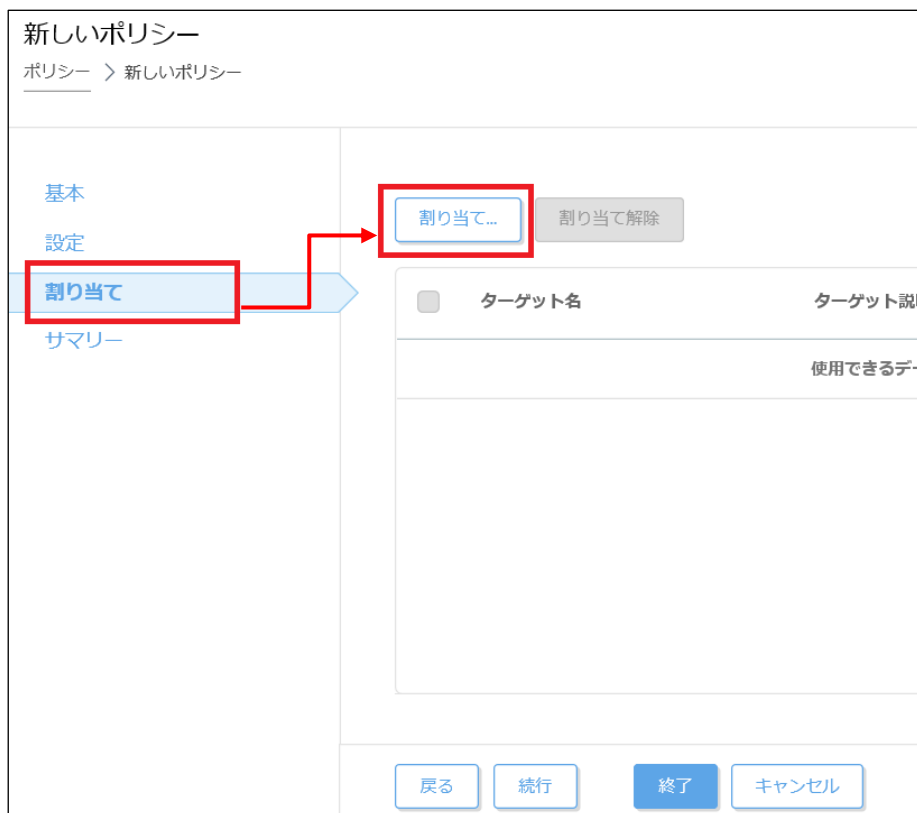 新しいポリシー
ポリシー > 新しいポリシー
基本
設定
割り当て
サマリー
割り当て... 割り当て解除
ターゲット名 ターゲット説
使用できるデー
戻る 続行 終了 キャンセル